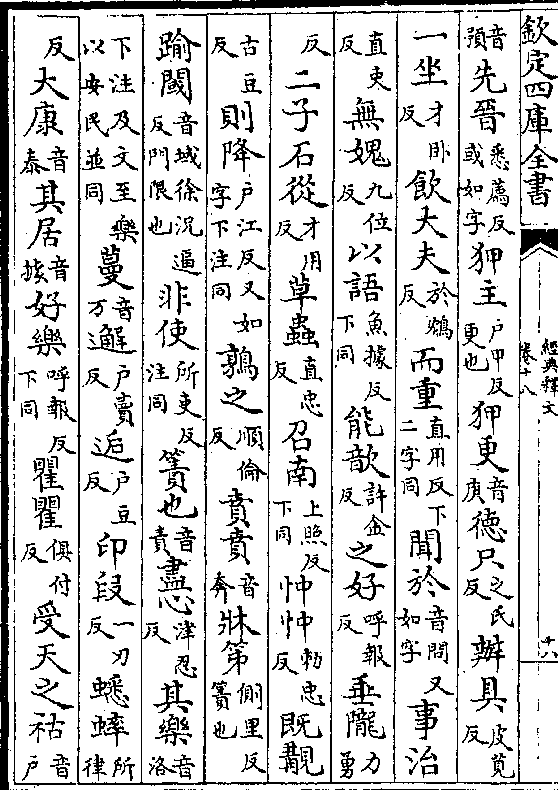 欽定四庫全書
經典釋文
卷十八
十六
音預先晉悉薦反或如字狎主户甲反更也狎更音庚德只之氏反辦具皮莧反
一坐才卧反飲大夫於鴆反而重直用反下二字同聞於音問又如字事治
直吏反無媿九位反以語魚據反下同能歆許金反之好呼報反垂隴力勇
反二子石從才用反草蟲直忠反召南上照反下同忡忡勑忠反既覯
古豆反則降户江反又如字下注同鶉之順倫反賁賁音奔牀第側里反簀也
踰閾音域徐況逼反門限也非使所吏反注同簀也音責盡心津忍反其樂音洛
下注及文至樂以安民並同蔓音万邂户賣反逅户豆反印段一刃反蟋蟀所律
反大康音泰其居音據好樂呼報反下同瞿瞿俱付反受天之祜音户